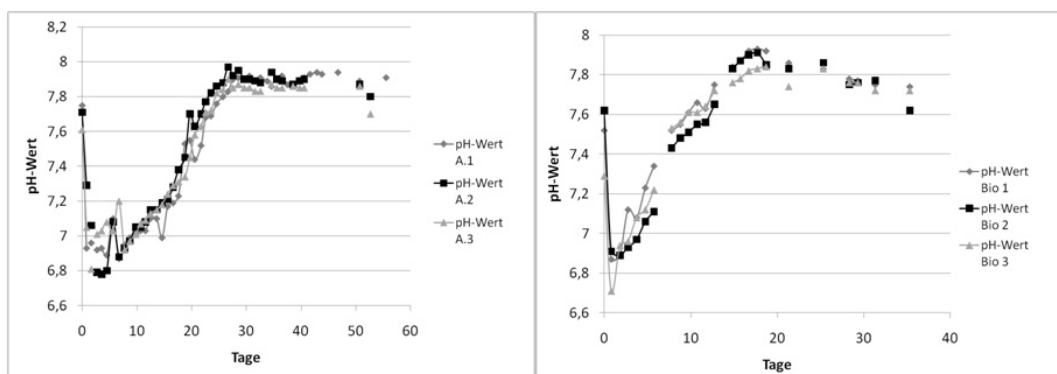 8,2
8
7,8
7,6
7,4
7,2
7
6,8
6,6
pH-Wert
0
10
20
30
40
50
60
Tage
pH-Wert
A.1
pH-Wert
A.2
pH-Wert
A.3
8
7,8
7,6
7,4
7,2
7
6,8
6,6
pH-Wert
0
10
20
30
40
Tage
pH-Wert
Bio 1
pH-Wert
Bio 2
pH-Wert
Bio 3